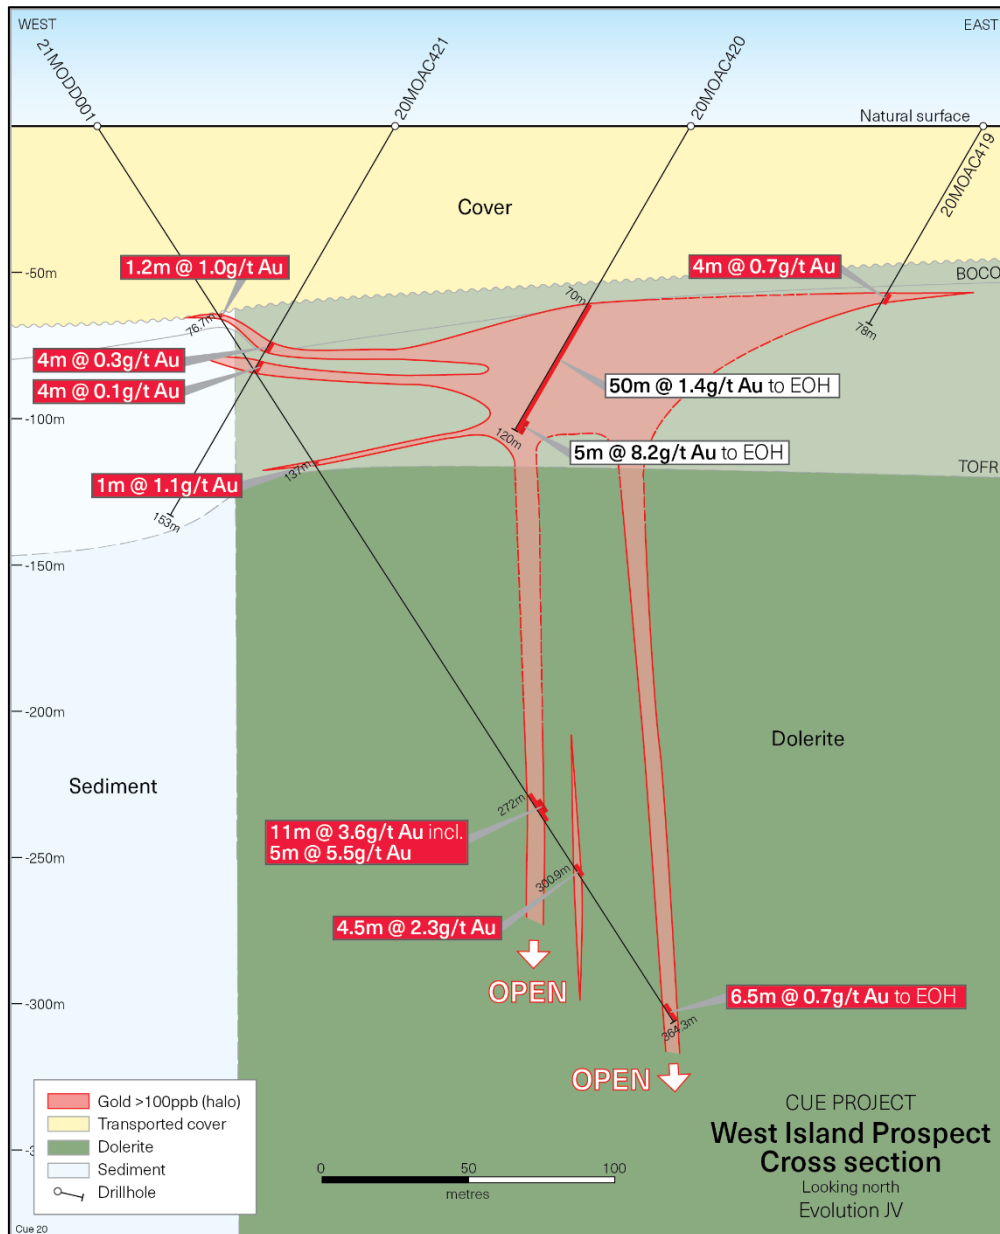 WEST
EAST
21MODD001
20MOAC421
20MOAC420
Natural surface
20MOAC419
Cover
-50m
1.2m @ 1.0g/t Au
4m @ 0.7g/t Au
BOCO
70m
76.7m
78m
4m @ 0.3g/t Au
4m @ 0.1g/t Au
50m @ 1.4g/t Au to EOH
-100m
120m
5m @ 8.2g/t Au to EOH
137m
TOFR
1m @ 1.1g/t Au
153m
-150m
-200m
Dolerite
Sediment
272m
11m @ 3.6g/t Au incl.
5m @ 5.5g/t Au
-250m
300.9m
4.5m @ 2.3g/t Au
OPEN
-300m
6.5m @ 0.7g/t Au to EOH
364.3m
OPEN
Gold >100ppb (halo)
Transported cover
Dolerite
Sediment
Drillhole
0
50
100
metres
CUE PROJECT
West Island Prospect
Cross section
Looking north
Evolution JV
Cue 20